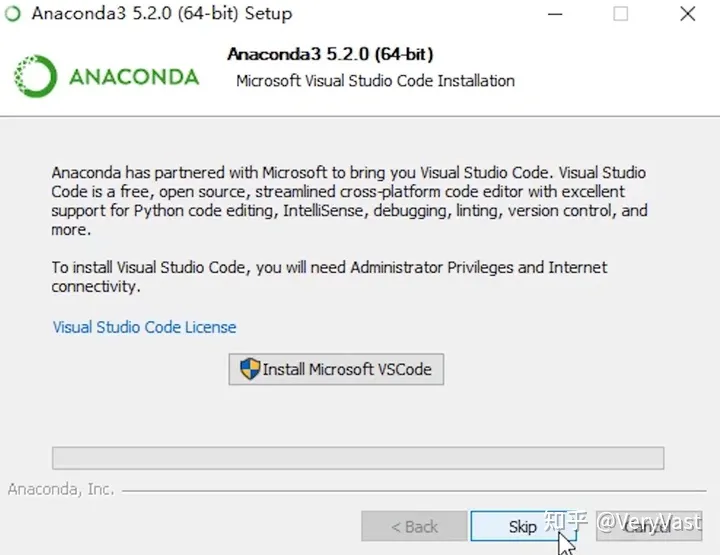 Anaconda3 5.2.0 (64-bit) Setup
ANACONDA
Anaconda3 5.2.0 (64-bit)
Microsoft Visual Studio Code Installation
Anaconda has partnered with Microsoft to bring you Visual Studio Code. Visual Studio
Code is a free, open source, streamlined cross-platform code editor with excellent
support for Python code editing, IntelliSense, debugging, linting, version control, and
more.
To install Visual Studio Code, you will need Administrator Privileges and Internet
connectivity.
Visual Studio Code License
Install Microsoft VSCode
Anaconda, Inc.
< Back
Skip
Cancel
知乎 @VeryVast